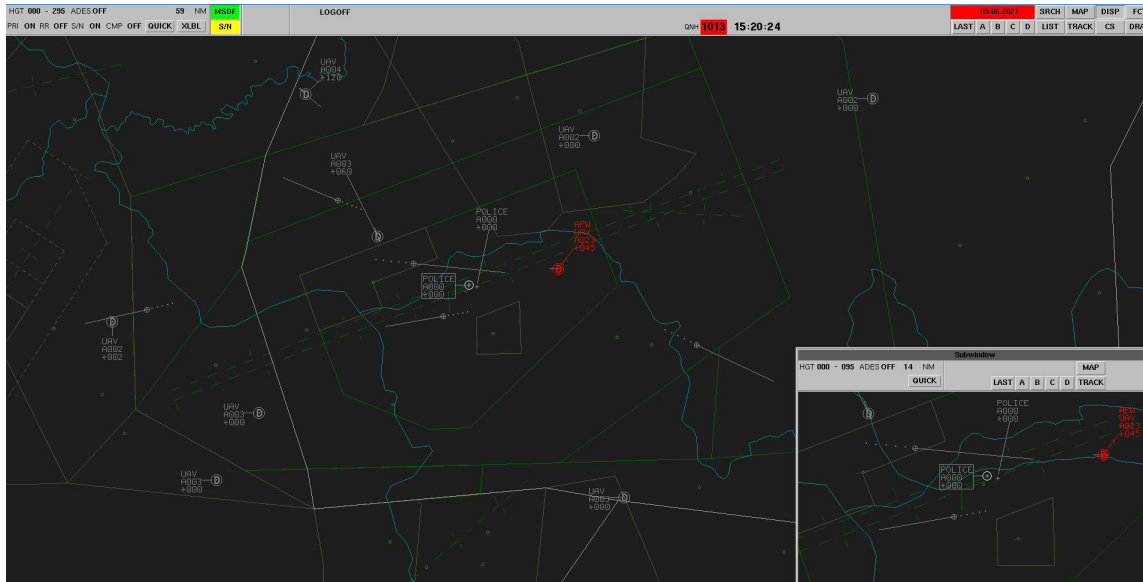 HGT 000 - 295 ADES OFF 59 NM MSDF LOGOFF SRCH MAP DISP
PRI ON RR OFF S/N ON CMP OFF QUICK XLBL S/N QNH 1013 15:20:24 LAST A B C D LIST TRACK CS
UAV
A004
+120
UAV
A002
+000
UAV
A002
+000
UAV
A003
+060
POLICE
A000
+000
APW
UAV
A023
+045
POLICE
A000
+000
UAV
A002
+002
UAV
A003
+000
UAV
A003
+000
UAV
A003
+000
Subwindow
HGT 000 - 095 ADES OFF 14 NM MAP
QUICK LAST A B C D TRACK
POLICE
A000
+000
APW
UAV
A023
+045
POLICE
A000
+000